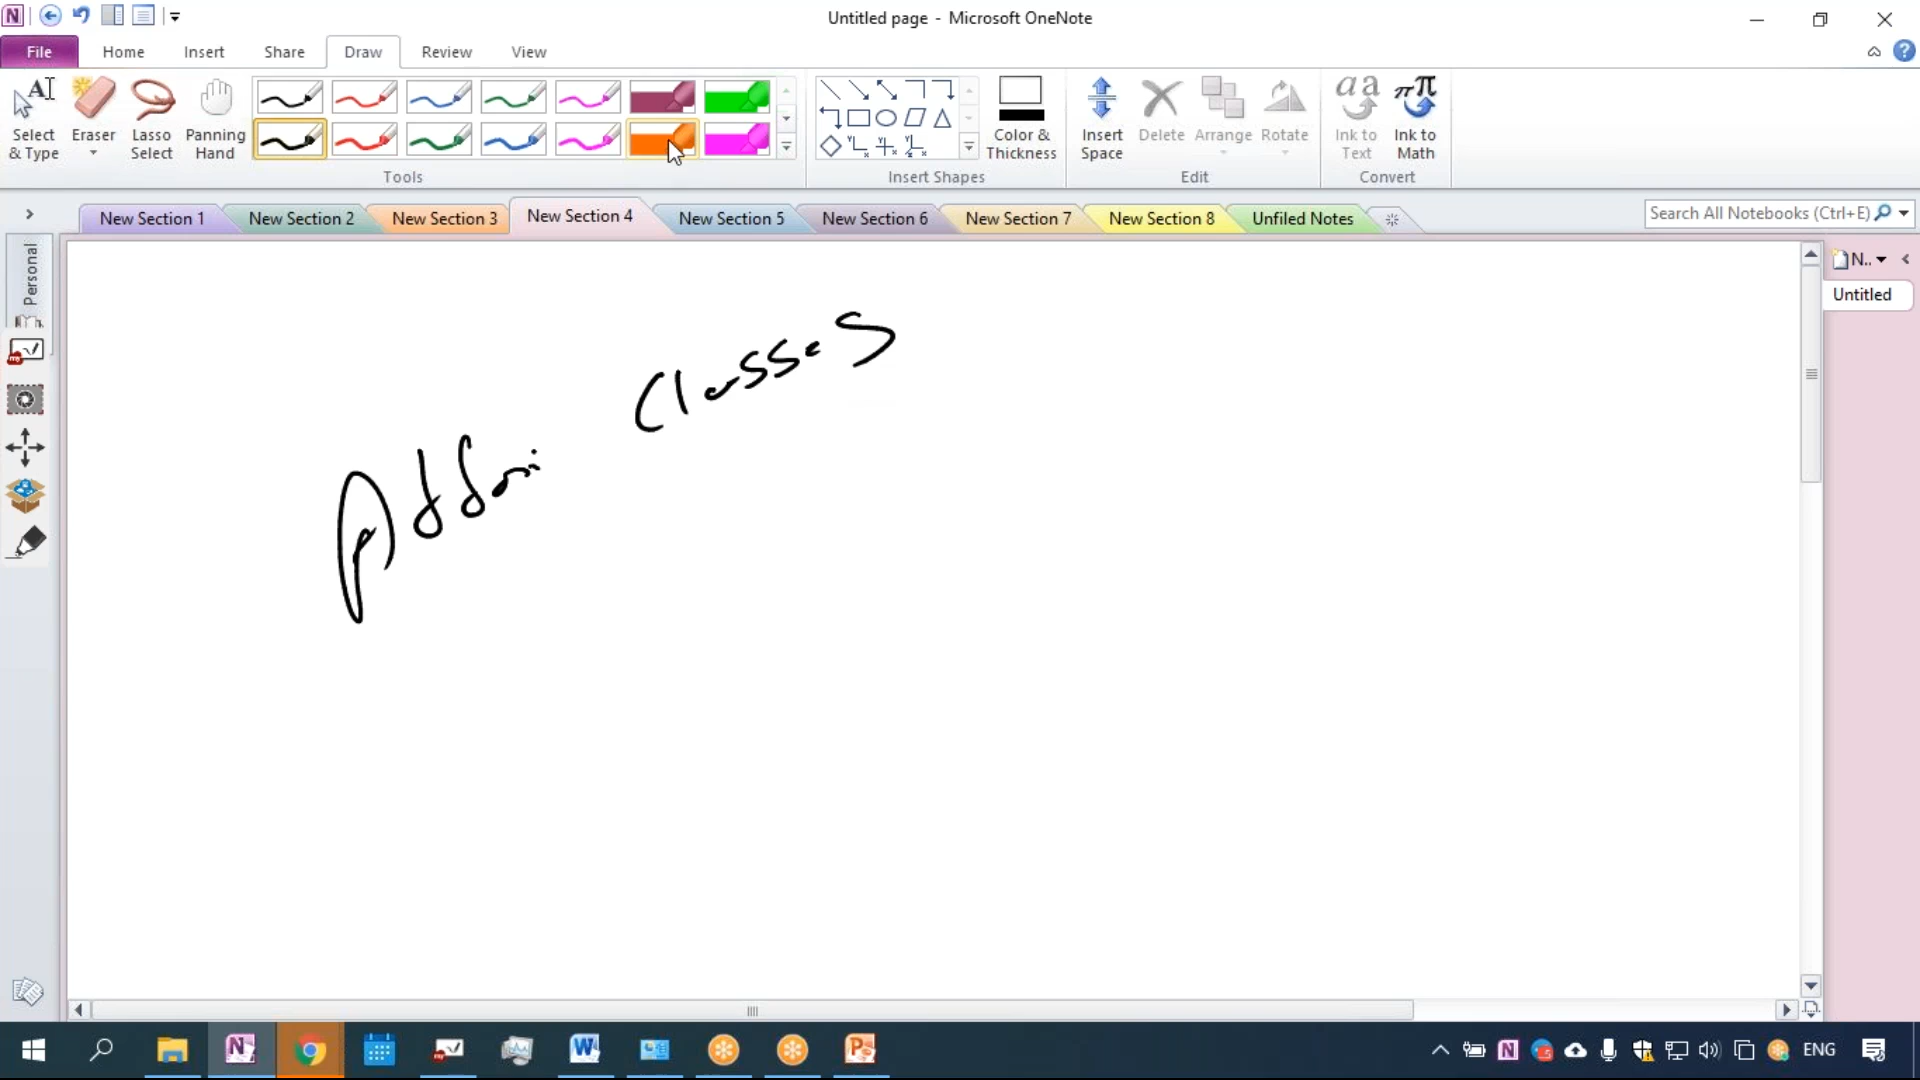 Untitled page - Microsoft OneNote
File Home Insert Share Draw Review View
Select & Type
Eraser
Lasso Select
Panning Hand
Color & Thickness
Insert Space
Delete
Arrange
Rotate
Ink to Text
Ink to Math
Tools
Insert Shapes
Edit
Convert
New Section 1 New Section 2 New Section 3 New Section 4 New Section 5 New Section 6 New Section 7 New Section 8 Unfiled Notes
Search All Notebooks (Ctrl+E)
Personal
N..
Untitled
Classes
ENG